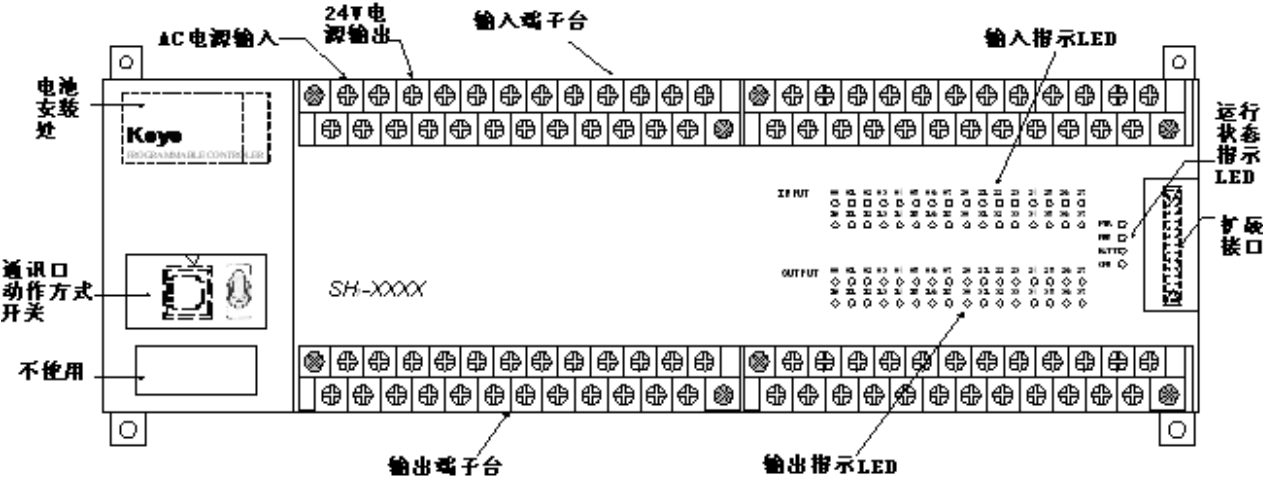 24V电
源输出
AC电源输入
输入端子台
输入指示LED
电池
安装
处
Koyo
PROGRAMMABLE CONTROLLER
运行
状态
指示
LED
INPUT
扩展
接口
通讯口
动作方式
开关
OUTPUT
不使用
输出端子台
输出指示LED